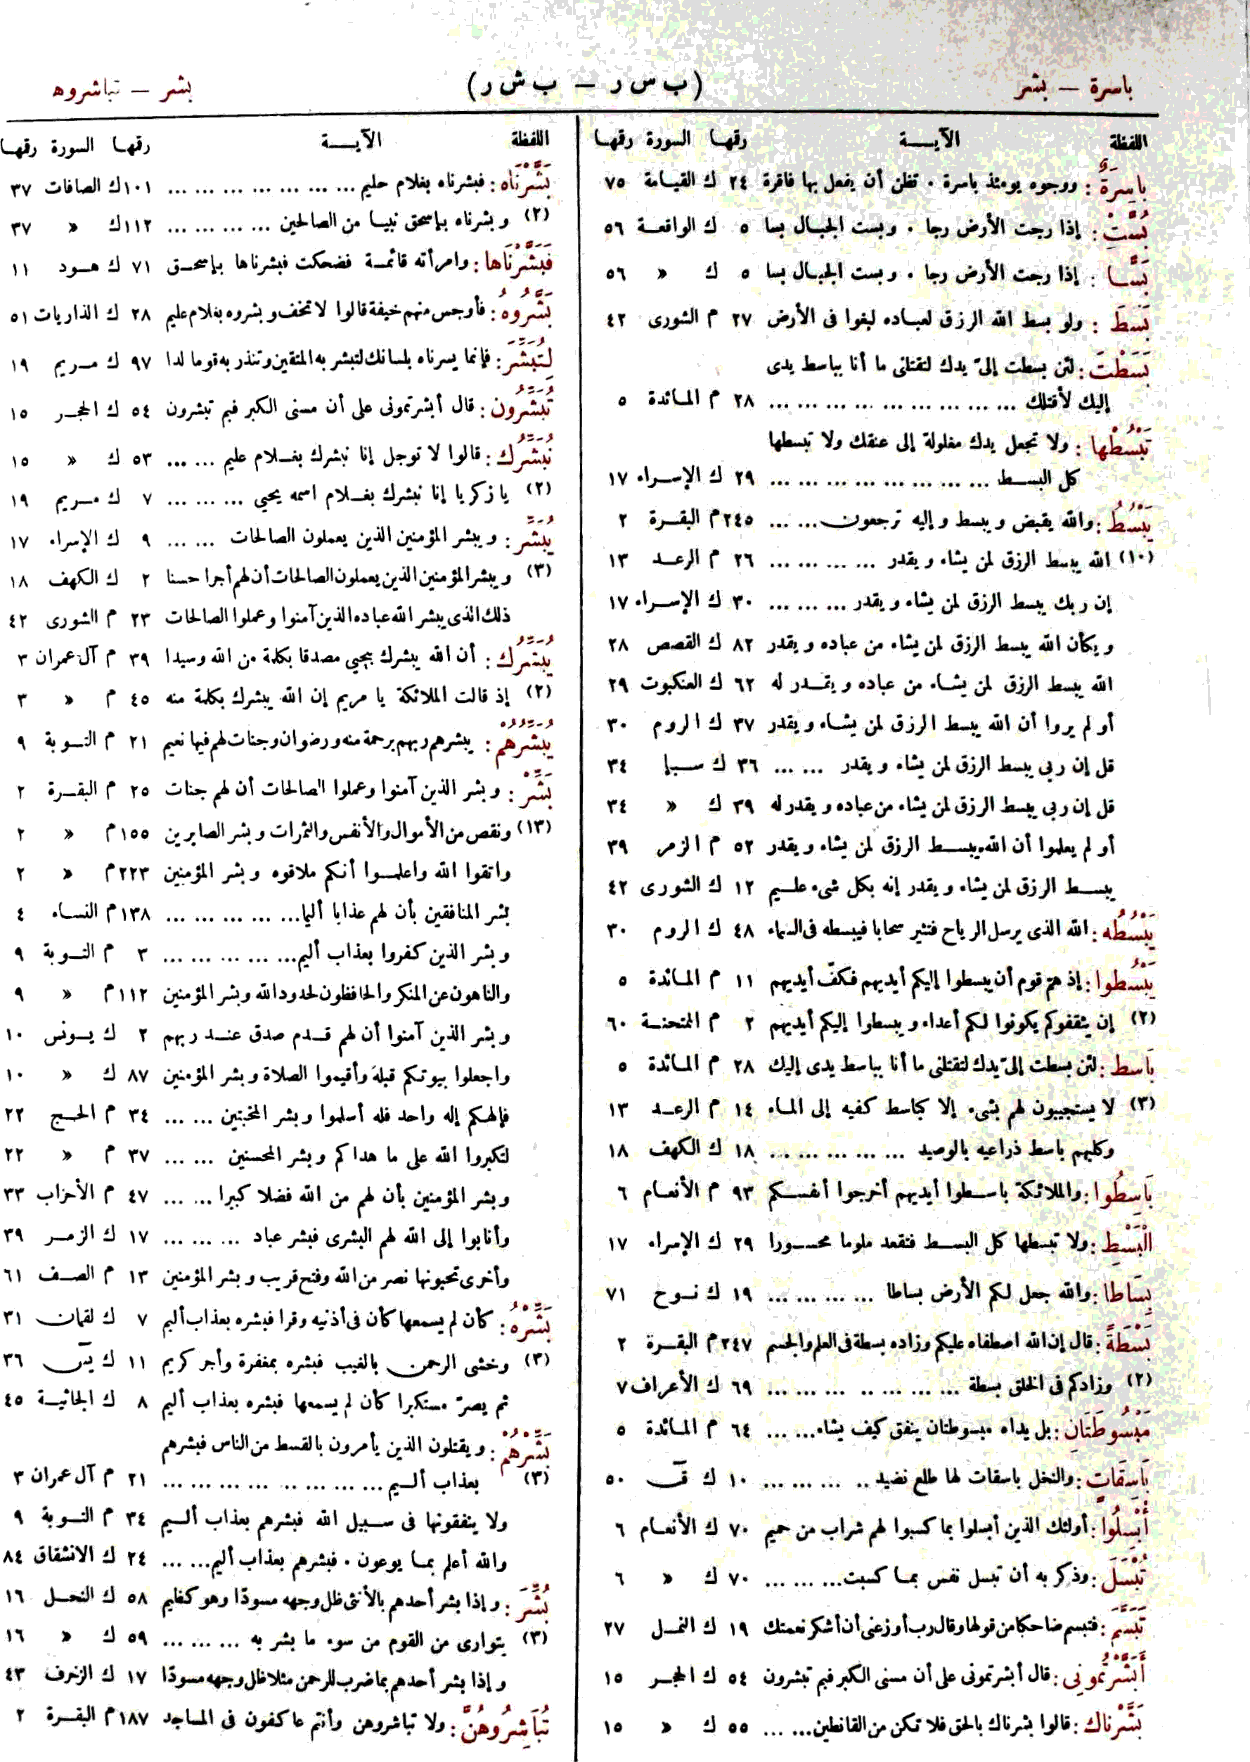 باسرة – بشر
(ب س ر – ب ش ر)
بشر – تباشروه
اللفظة الآيــة رقمها السورة رقمها
بَاسِرَةٌ : ووجوه يومئذ باسرة . تظن أن يفعل بها فاقرة ٢٤ ك القيامة ٧٥
بُسَّتِ : إذا رجت الأرض رجا . وبست الجبال بسا ٥ ك الواقعة ٥٦
بَسًّا : إذا رجت الأرض رجا . وبست الجبال بسا ٥ ك » ٥٦
بَسَطَ : ولو بسط الله الرزق لعباده لبغوا فى الأرض ٢٧ م الشورى ٤٢
بَسَطْتَ : لئن بسطت إلىّ يدك لتقتلنى ما أنا بباسط يدى
إليك لأقتلك ... ... ... ... ... ... ... ٢٨ م المائدة ٥
تَبْسُطْهَا : ولا تجعل يدك مغلولة إلى عنقك ولا تبسطها
كل البسط ... ... ... ... ... ... ... ٢٩ ك الإسراء ١٧
يَبْسُطُ : والله يقبض ويبسط وإليه ترجعون ... ... ٢٤٥ م البقرة ٢
(١٠) الله يبسط الرزق لمن يشاء ويقدر ... ... ... ٢٦ م الرعد ١٣
إن ربك يبسط الرزق لمن يشاء ويقدر ... ... ... ٣٠ ك الإسراء ١٧
ويكأن الله يبسط الرزق لمن يشاء من عباده ويقدر ٨٢ ك القصص ٢٨
الله يبسط الرزق لمن يشاء من عباده ويقدر له ٦٢ ك العنكبوت ٢٩
أو لم يروا أن الله يبسط الرزق لمن يشاء ويقدر ٣٧ ك الروم ٣٠
قل إن ربى يبسط الرزق لمن يشاء ويقدر ... ... ٣٦ ك سبإ ٣٤
قل إن ربى يبسط الرزق لمن يشاء من عباده ويقدر له ٣٩ ك » ٣٤
أو لم يعلموا أن الله يبسط الرزق لمن يشاء ويقدر ٥٢ م الزمر ٣٩
يبسط الرزق لمن يشاء ويقدر إنه بكل شىء عليم ١٢ ك الشورى ٤٢
يَبْسُطُه : الله الذى يرسل الرياح فتثير سحابا فيبسطه فى السماء ٤٨ ك الروم ٣٠
يَبْسُطُوا : إذ همّ قوم أن يبسطوا إليكم أيديهم فكفّ أيديهم ١١ م المائدة ٥
(٢) إن يثقفوكم يكونوا لكم أعداء ويبسطوا إليكم أيديهم ٢ م الممتحنة ٦٠
بَاسِط : لئن بسطت إلىّ يدك لتقتلنى ما أنا بباسط يدى إليك ٢٨ م المائدة ٥
(٣) لا يستجيبون لهم بشىء إلا كباسط كفيه إلى الماء ١٤ م الرعد ١٣
وكلبهم باسط ذراعيه بالوصيد ... ... ... ... ١٨ ك الكهف ١٨
بَاسِطُوا : والملائكة باسطوا أيديهم أخرجوا أنفسكم ٩٣ م الأنعام ٦
الْبَسْطِ : ولا تبسطها كل البسط فتقعد ملوما محسورا ٢٩ ك الإسراء ١٧
بِسَاطًا : والله جعل لكم الأرض بساطا ... ... ... ... ١٩ ك نوح ٧١
بَسْطَةً : قال إن الله اصطفاه عليكم وزاده بسطة فى العلم والجسم ٢٤٧ م البقرة ٢
(٢) وزادكم فى الخلق بسطة ... ... ... ... ... ... ٦٩ ك الأعراف ٧
مَبْسُوطَتَانِ : بل يداه مبسوطتان ينفق كيف يشاء ... ... ٦٤ م المائدة ٥
بَاسِقَاتٍ : والنخل باسقات لها طلع نضيد ... ... ... ١٠ ك قٓ ٥٠
أُبْسِلُوا : أولئك الذين أبسلوا بما كسبوا لهم شراب من حميم ٧٠ ك الأنعام ٦
تُبْسَلَ : وذكر به أن تبسل نفس بما كسبت ... ... ... ٧٠ ك » ٦
تَبَسَّمَ : فتبسم ضاحكا من قولها وقال رب أوزعنى أن أشكر نعمتك ١٩ ك النمل ٢٧
أَبَشَّرْتُمُونِى : قال أبشرتمونى على أن مسنى الكبر فبم تبشرون ٥٤ ك الحجر ١٥
بَشَّرْنَاك : قالوا بشرناك بالحق فلا تكن من القانطين ... ... ٥٥ ك » ١٥
اللفظة الآيــة رقمها السورة رقمها
بَشَّرْنَاه : فبشرناه بغلام حليم ... ... ... ... ... ... ١٠١ ك الصافات ٣٧
(٢) وبشرناه بإسحق نبيا من الصالحين ... ... ... ١١٢ ك » ٣٧
فَبَشَّرْنَاهَا : وامرأته قائمة فضحكت فبشرناها بإسحق ٧١ ك هود ١١
بَشَّرُوهُ : فأوجس منهم خيفة قالوا لا تخف وبشروه بغلام عليم ٢٨ ك الذاريات ٥١
لِتُبَشِّرَ : فإنما يسرناه بلسانك لتبشر به المتقين وتنذر به قوما لدا ٩٧ ك مريم ١٩
تُبَشِّرُون : قال أبشرتمونى على أن مسنى الكبر فبم تبشرون ٥٤ ك الحجر ١٥
نُبَشِّرُك : قالوا لا توجل إنا نبشرك بغلام عليم ... ... ٥٣ ك » ١٥
(٢) يا زكريا إنا نبشرك بغلام اسمه يحيى ... ... ... ٧ ك مريم ١٩
يُبَشِّر : ويبشر المؤمنين الذين يعملون الصالحات ... ... ٩ ك الإسراء ١٧
(٣) ويبشر المؤمنين الذين يعملون الصالحات أن لهم أجرا حسنا ٢ ك الكهف ١٨
ذلك الذى يبشر الله عباده الذين آمنوا وعملوا الصالحات ٢٣ م الشورى ٤٢
يُبَشِّرُك : أن الله يبشرك بيحيى مصدقا بكلمة من الله وسيدا ٣٩ م آل عمران ٣
(٢) إذ قالت الملائكة يا مريم إن الله يبشرك بكلمة منه ٤٥ م » ٣
يُبَشِّرُهُمْ : يبشرهم ربهم برحمة منه ورضوان وجنات لهم فيها نعيم ٢١ م التوبة ٩
بَشِّرْ : وبشر الذين آمنوا وعملوا الصالحات أن لهم جنات ٢٥ م البقرة ٢
(١٣) ونقص من الأموال والأنفس والثمرات وبشر الصابرين ١٥٥ م » ٢
واتقوا الله واعلموا أنكم ملاقوه وبشر المؤمنين ٢٢٣ م » ٢
بشر المنافقين بأن لهم عذابا أليما ... ... ... ... ١٣٨ م النساء ٤
وبشر الذين كفروا بعذاب أليم ... ... ... ... ... ٣ م التوبة ٩
والناهون عن المنكر والحافظون لحدود الله وبشر المؤمنين ١١٢ م » ٩
وبشر الذين آمنوا أن لهم قدم صدق عند ربهم ٢ ك يونس ١٠
واجعلوا بيوتكم قبلة وأقيموا الصلاة وبشر المؤمنين ٨٧ ك » ١٠
فإلهكم إله واحد فله أسلموا وبشر المخبتين ... ... ٣٤ م الحج ٢٢
لتكبروا الله على ما هداكم وبشر المحسنين ... ... ٣٧ م » ٢٢
وبشر المؤمنين بأن لهم من الله فضلا كبيرا ... ... ٤٧ م الأحزاب ٣٣
وأنابوا إلى الله لهم البشرى فبشر عباد ... ... ... ١٧ ك الزمر ٣٩
وأخرى تحبونها نصر من الله وفتح قريب وبشر المؤمنين ١٣ م الصف ٦١
بَشِّرْهُ : كأن لم يسمعها كأن فى أذنيه وقرا فبشره بعذاب أليم ٧ ك لقمان ٣١
(٣) وخشى الرحمن بالغيب فبشره بمغفرة وأجر كريم ١١ ك يٓسٓ ٣٦
ثم يصرّ مستكبرا كأن لم يسمعها فبشره بعذاب أليم ٨ ك الجاثية ٤٥
بَشِّرْهُمْ : ويقتلون الذين يأمرون بالقسط من الناس فبشرهم
(٣) بعذاب أليم ... ... ... ... ... ... ... ... ٢١ م آل عمران ٣
ولا ينفقونها فى سبيل الله فبشرهم بعذاب أليم ٣٤ م التوبة ٩
والله أعلم بما يوعون . فبشرهم بعذاب أليم ... ... ٢٤ ك الانشقاق ٨٤
بُشِّرَ : وإذا بشر أحدهم بالأنثى ظل وجهه مسودّا وهو كظيم ٥٨ ك النحل ١٦
(٣) يتوارى من القوم من سوء ما بشر به ... ... ... ٥٩ ك » ١٦
وإذا بشر أحدهم بما ضرب للرحمن مثلا ظل وجهه مسودّا ١٧ ك الزخرف ٤٣
تُبَاشِرُوهُنَّ : ولا تباشروهن وأنتم عاكفون فى المساجد ١٨٧ م البقرة ٢